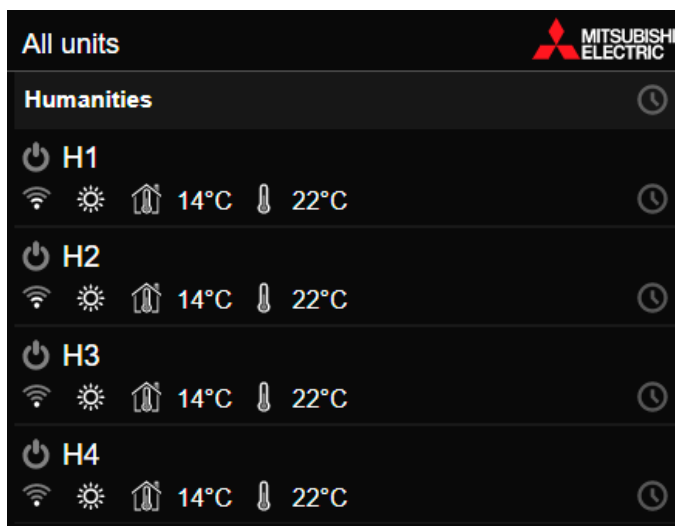 All units
MITSUBISHI
ELECTRIC
Humanities
H1
14°C 22°C
H2
14°C 22°C
H3
14°C 22°C
H4
14°C 22°C